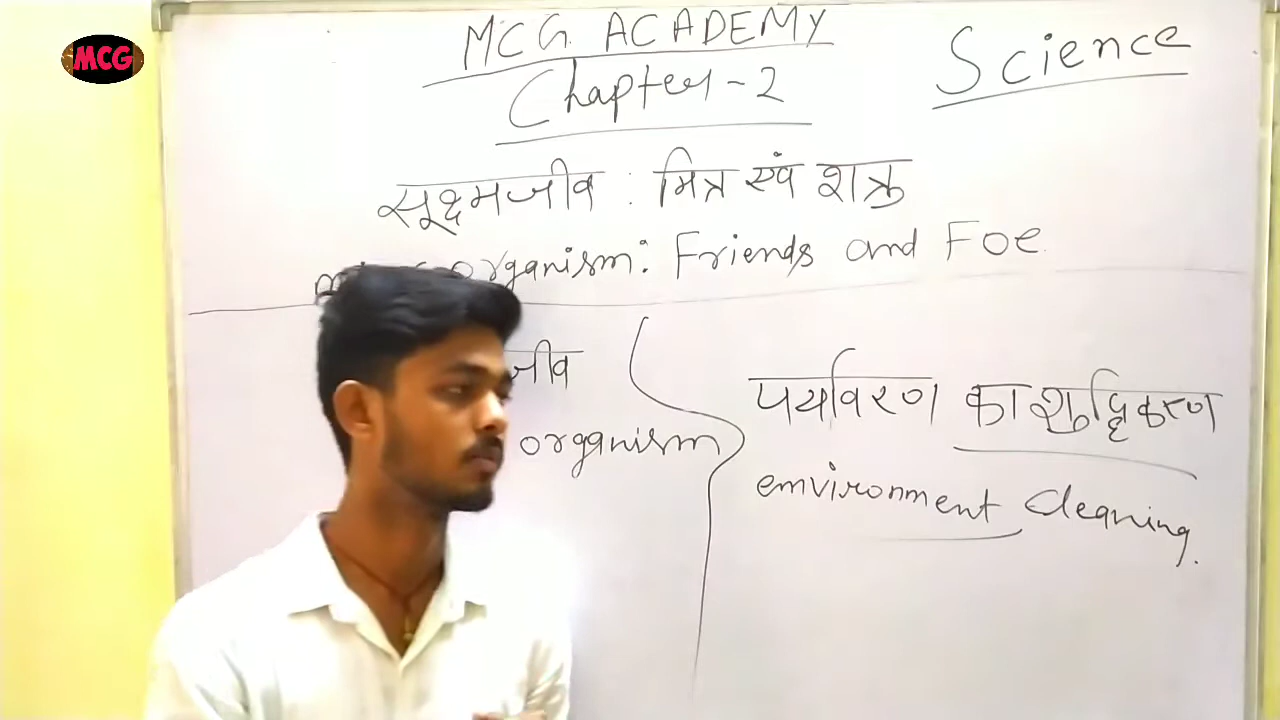 MCG
MCG. ACADEMY
Science
Chapter-2
सूक्ष्मजीव : मित्र एवं शत्रु
organism: Friends and Foe
जीव
organism
पर्यावरण का शुद्धिकरण
environment Cleaning.